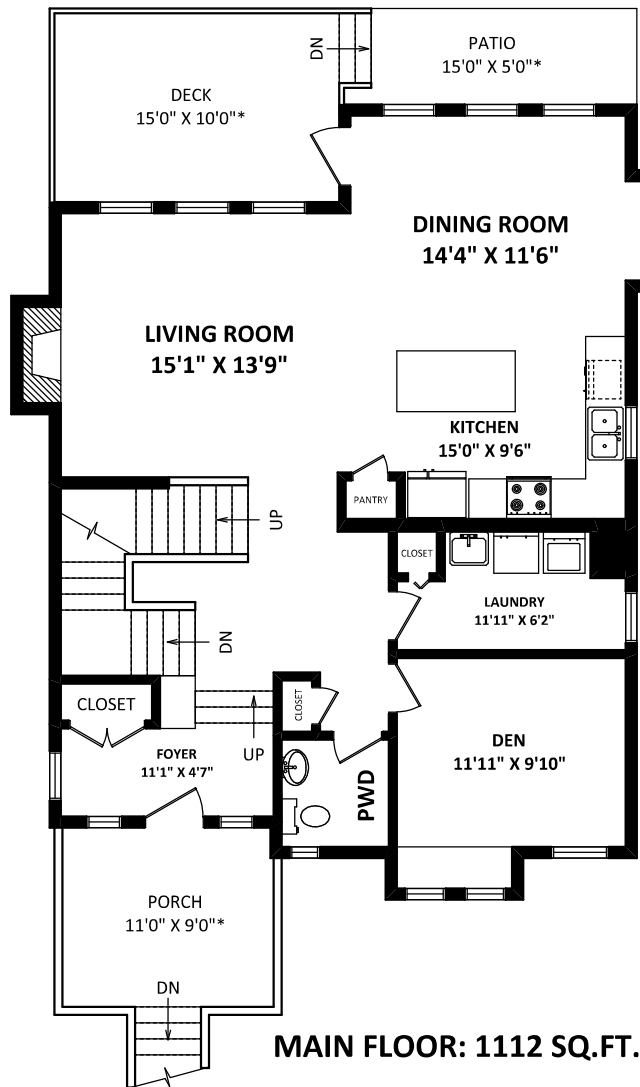 PATIO
15'0" X 5'0"*
DN
DECK
15'0" X 10'0"*
DINING ROOM
14'4" X 11'6"
LIVING ROOM
15'1" X 13'9"
KITCHEN
15'0" X 9'6"
PANTRY
UP
CLOSET
LAUNDRY
11'11" X 6'2"
DN
CLOSET
CLOSET
UP
FOYER
11'1" X 4'7"
DEN
11'11" X 9'10"
PWD
PORCH
11'0" X 9'0"*
DN
MAIN FLOOR: 1112 SQ.FT.